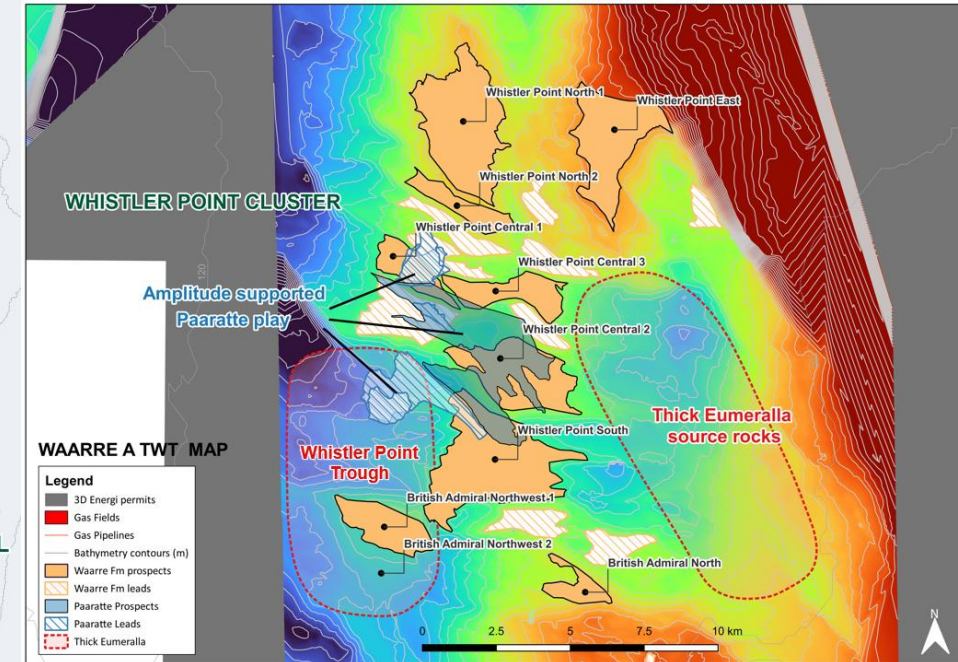 Whistler Point North 1
Whistler Point East
Whistler Point North 2
WHISTLER POINT CLUSTER
Whistler Point Central 1
Whistler Point Central 3
120
Amplitude supported
Paaratte play
Whistler Point Central 2
Thick Eumeralla
source rocks
Whistler Point South
Whistler Point
Trough
WAARRE A TWT MAP
British Admiral Northwest 1
British Admiral Northwest 2
British Admiral North
L
Legend
3D Energi permits
Gas Fields
Gas Pipelines
Bathymetry contours (m)
Waarre Fm prospects
Waarre Fm leads
Paaratte Prospects
Paaratte Leads
Thick Eumeralla
0 2.5 5 7.5 10 km
N